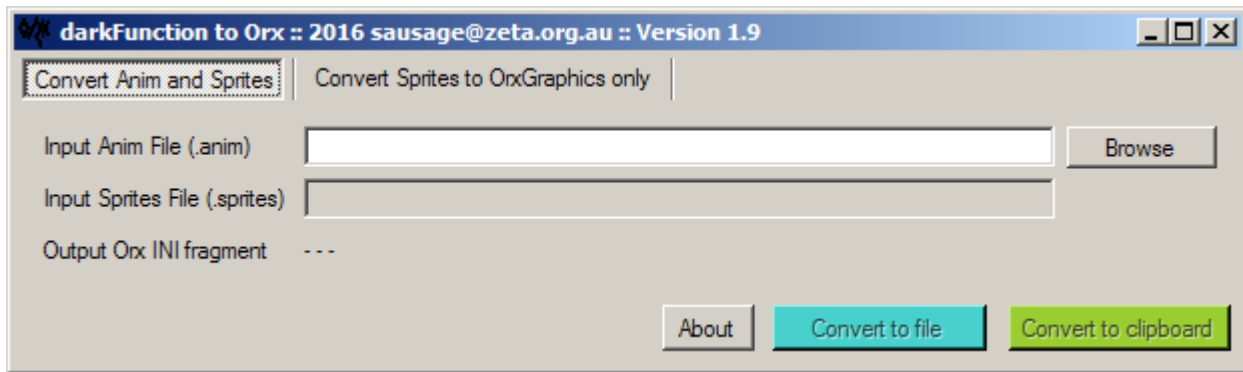 darkFunction to Orx :: 2016 sausage@zeta.org.au :: Version 1.9
Convert Anim and Sprites Convert Sprites to OrxGraphics only
Input Anim File (.anim) Browse
Input Sprites File (.sprites)
Output Orx INI fragment - - -
About Convert to file Convert to clipboard